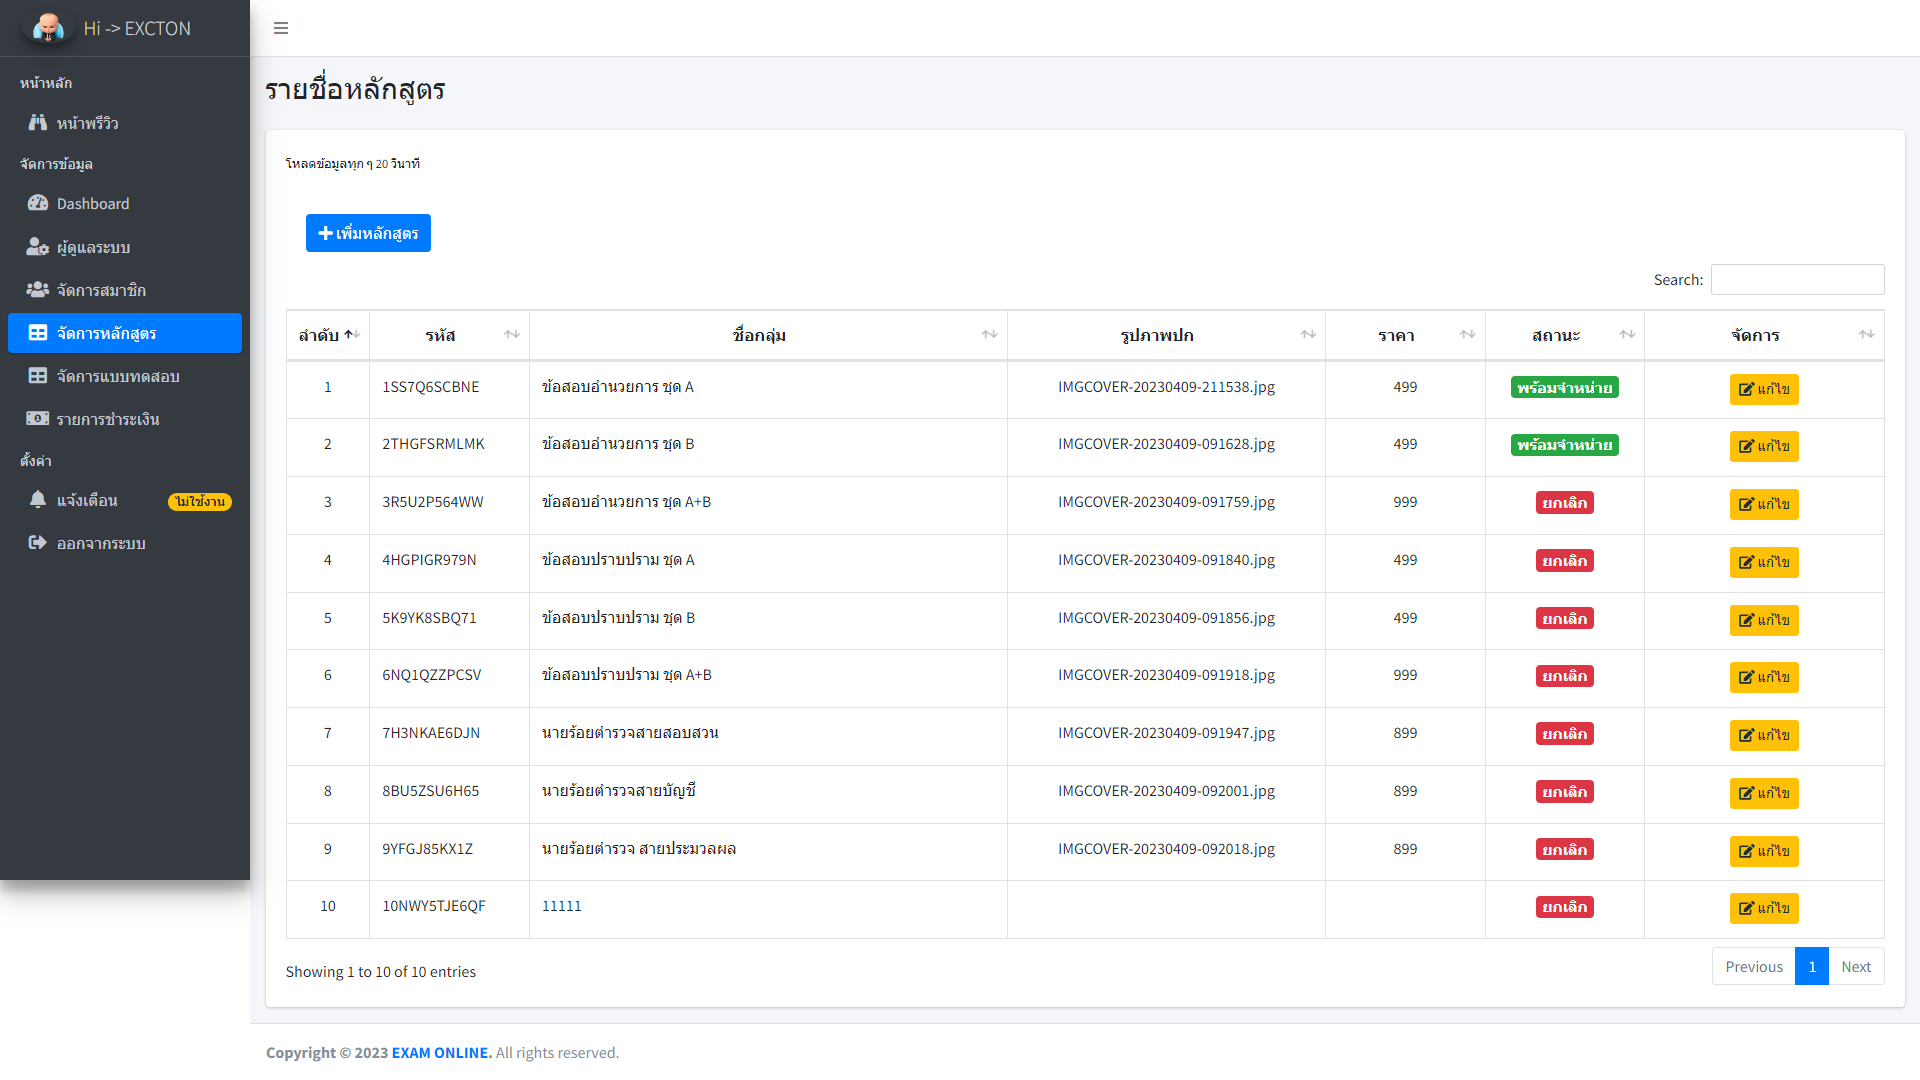 Hi -> EXCTON
หน้าหลัก
หน้าพรีวิว
จัดการข้อมูล
Dashboard
ผู้ดูแลระบบ
จัดการสมาชิก
จัดการหลักสูตร
จัดการแบบทดสอบ
รายการชำระเงิน
ตั้งค่า
แจ้งเตือน ไม่ใช้งาน
ออกจากระบบ
รายชื่อหลักสูตร
โหลดข้อมูลทุก ๆ 20 วินาที
เพิ่มหลักสูตร
Search:
ลำดับ รหัส ชื่อกลุ่ม รูปภาพปก ราคา สถานะ จัดการ
1 1SS7Q6SCBNE ข้อสอบอำนวยการ ชุด A IMGCOVER-20230409-211538.jpg 499 พร้อมจำหน่าย แก้ไข
2 2THGFSRMLMK ข้อสอบอำนวยการ ชุด B IMGCOVER-20230409-091628.jpg 499 พร้อมจำหน่าย แก้ไข
3 3R5U2P564WW ข้อสอบอำนวยการ ชุด A+B IMGCOVER-20230409-091759.jpg 999 ยกเลิก แก้ไข
4 4HGPIGR979N ข้อสอบปราบปราม ชุด A IMGCOVER-20230409-091840.jpg 499 ยกเลิก แก้ไข
5 5K9YK8SBQ71 ข้อสอบปราบปราม ชุด B IMGCOVER-20230409-091856.jpg 499 ยกเลิก แก้ไข
6 6NQ1QZZPCSV ข้อสอบปราบปราม ชุด A+B IMGCOVER-20230409-091918.jpg 999 ยกเลิก แก้ไข
7 7H3NKAE6DJN นายร้อยตำรวจสายสอบสวน IMGCOVER-20230409-091947.jpg 899 ยกเลิก แก้ไข
8 8BU5ZSU6H65 นายร้อยตำรวจสายบัญชี IMGCOVER-20230409-092001.jpg 899 ยกเลิก แก้ไข
9 9YFGJ85KX1Z นายร้อยตำรวจ สายประมวลผล IMGCOVER-20230409-092018.jpg 899 ยกเลิก แก้ไข
10 10NWY5TJE6QF 11111 ยกเลิก แก้ไข
Showing 1 to 10 of 10 entries
Previous 1 Next
Copyright © 2023 EXAM ONLINE. All rights reserved.